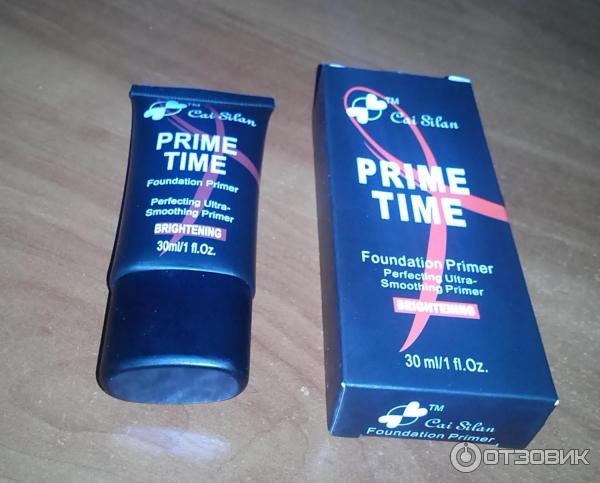 Cai Silan
PRIME
TIME
Foundation Primer
Perfecting Ultra-
Smoothing Primer
BRIGHTENING
30ml/1 fl.Oz.
TM
Cai Silan
PRIME
TIME
Foundation Primer
Perfecting Ultra-
Smoothing Primer
BRIGHTENING
30 ml/1 fl.Oz.
TM
Cai Silan
Foundation Primer
ОТЗОВИК